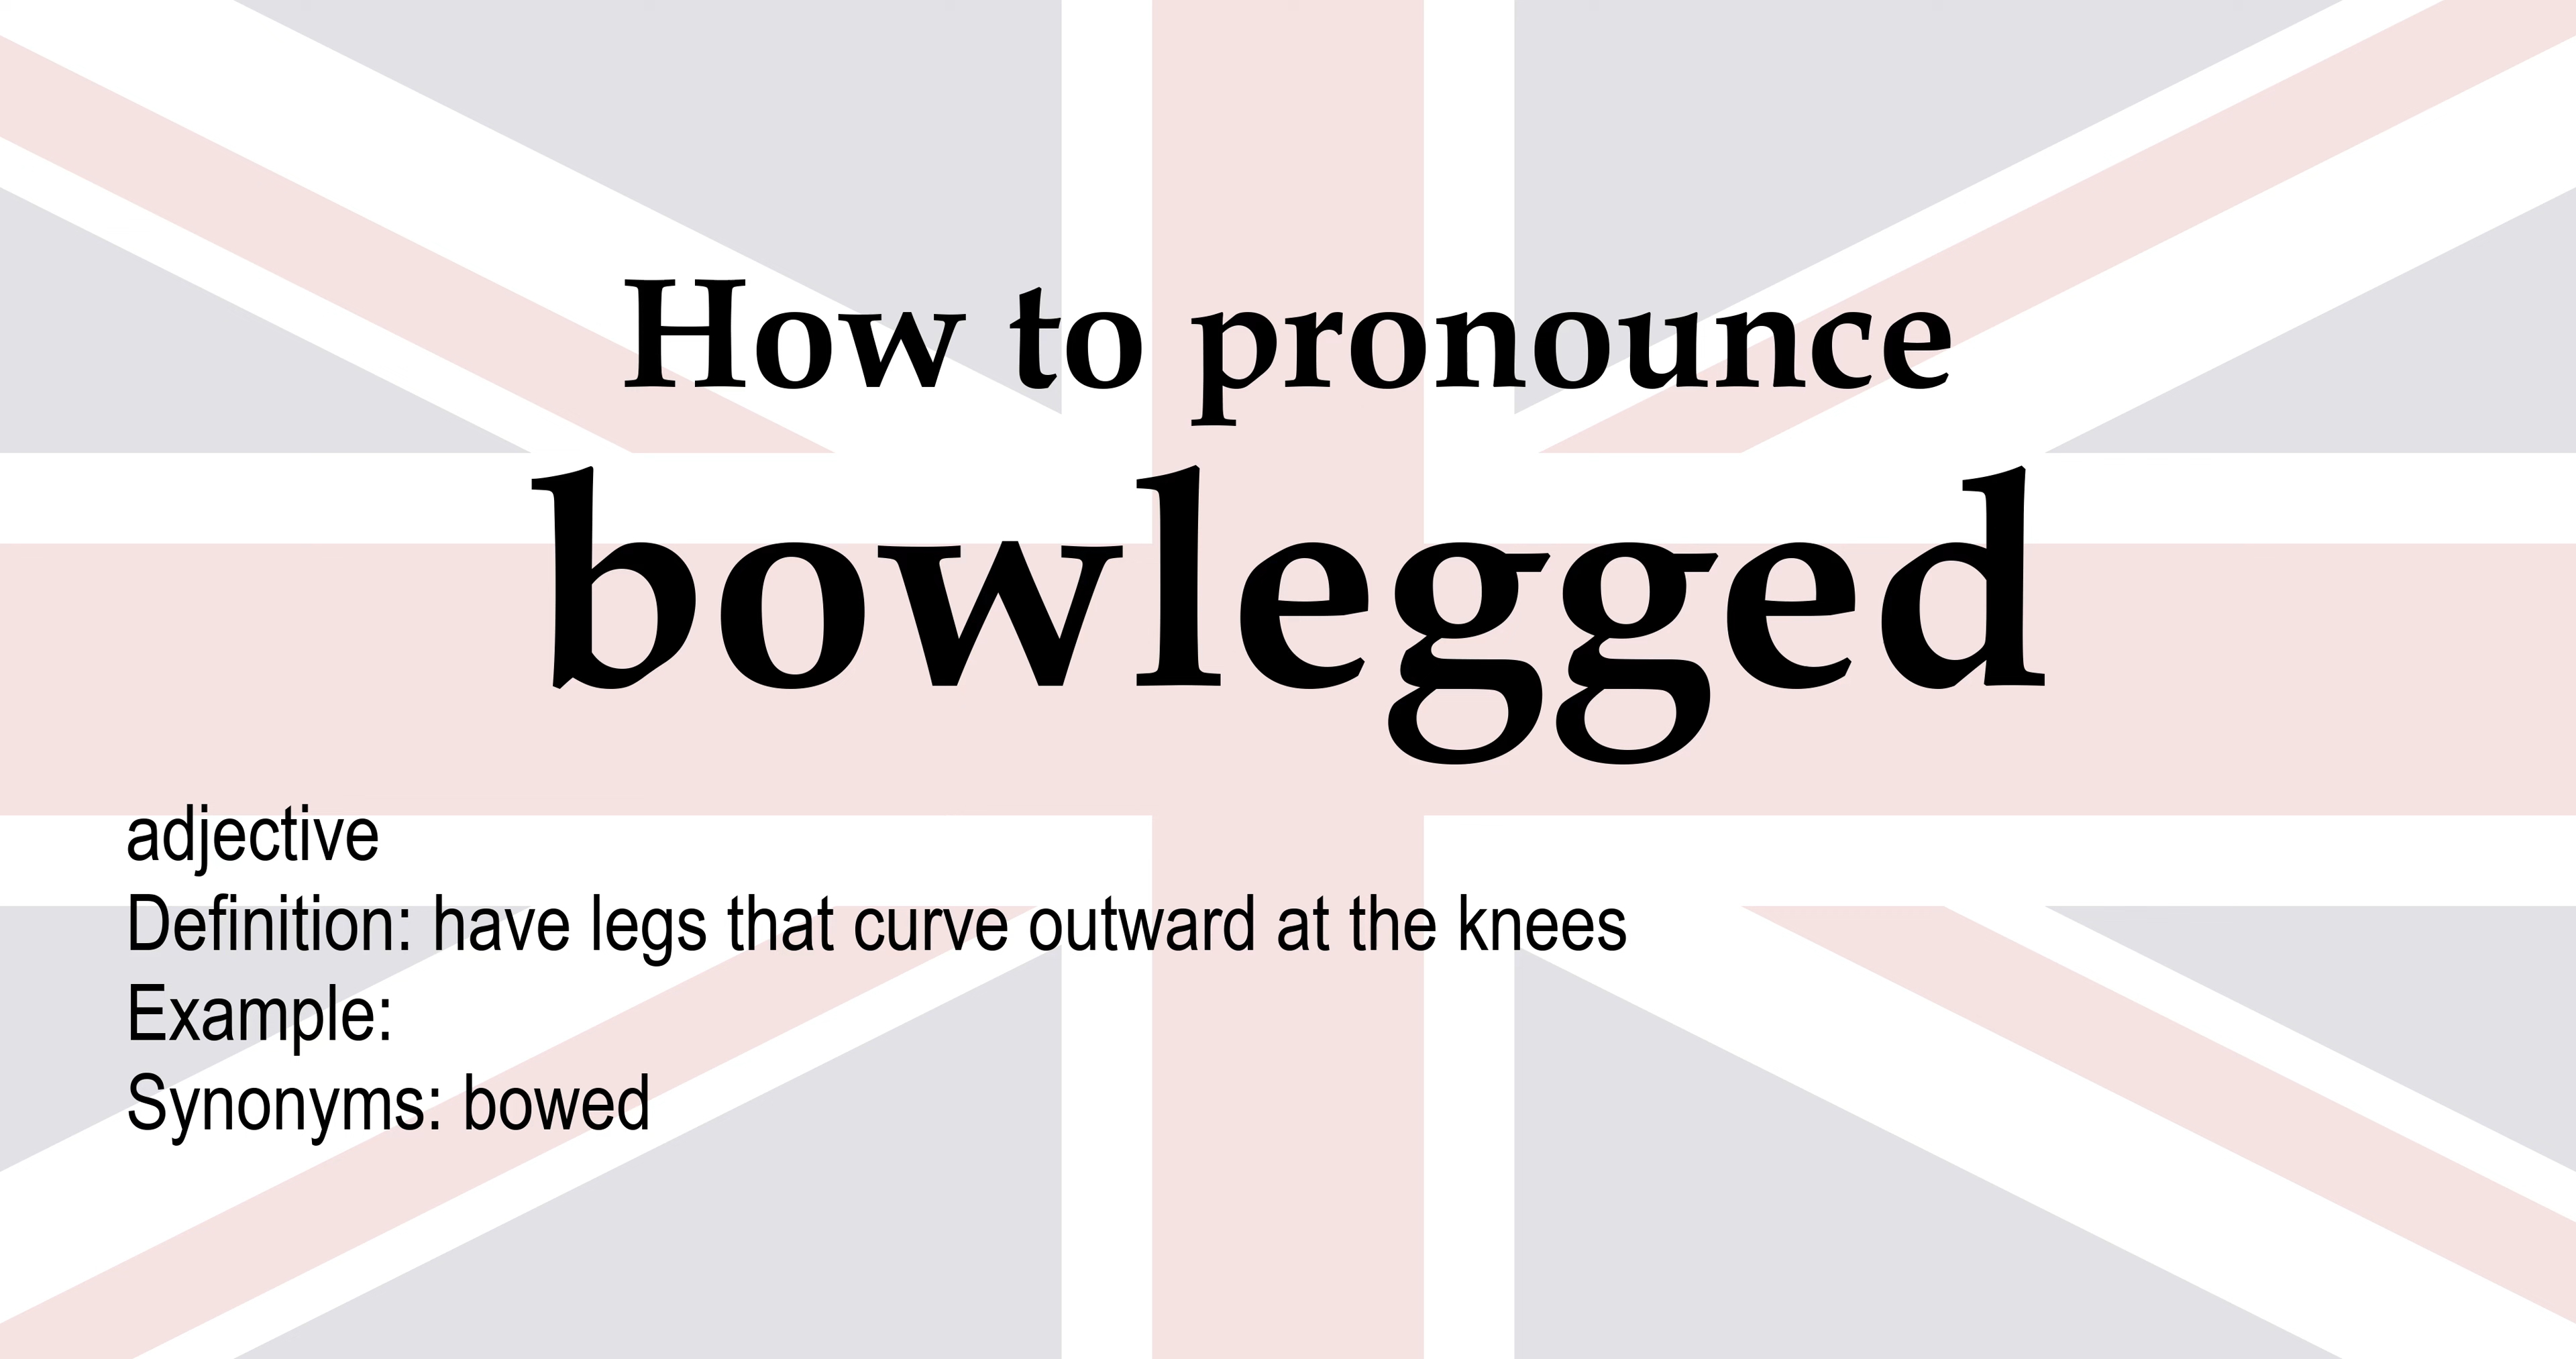 How to pronounce
bowlegged
adjective
Definition: have legs that curve outward at the knees
Example:
Synonyms: bowed